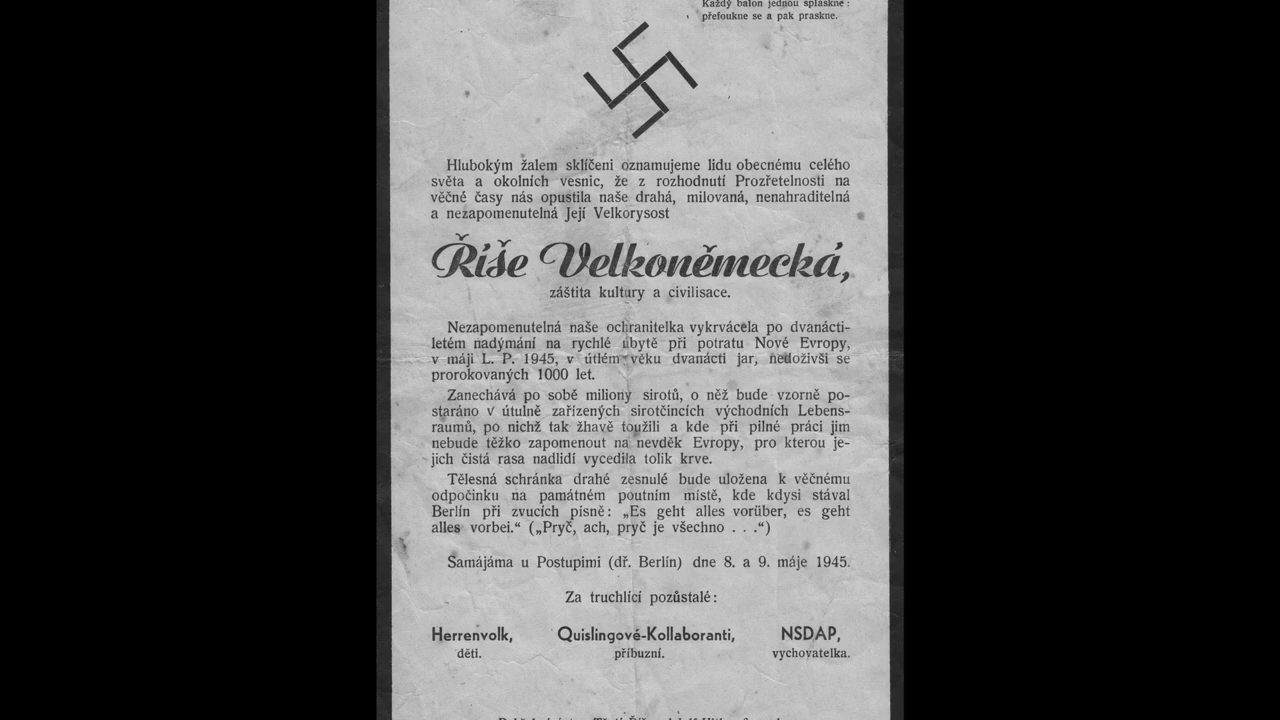 Každý balon jednou splaskne:
přefoukne se a pak praskne.
Hlubokým žalem sklíčeni oznamujeme lidu obecnému celého
světa a okolních vesnic, že z rozhodnutí Prozřetelnosti na
věčné časy nás opustila naše drahá, milovaná, nenahraditelná
a nezapomenutelná Její Velkorysost
Říše Velkoněmecká,
záštita kultury a civilisace.
Nezapomenutelná naše ochranitelka vykrvácela po dvanácti-
letém nadýmání na rychlé úbytě při potratu Nové Evropy,
v máji L. P. 1945, v útlém věku dvanácti jar, nedoživši se
prorokovaných 1000 let.
Zanechává po sobě miliony sirotů, o něž bude vzorně po-
staráno v útulně zařízených sirotčincích východních Lebens-
raumů, po nichž tak žhavě toužili a kde při pilné práci jim
nebude těžko zapomenout na nevděk Evropy, pro kterou je-
jich čistá rasa nadlidí vycedila tolik krve.
Tělesná schránka drahé zesnulé bude uložena k věčnému
odpočinku na památném poutním místě, kde kdysi stával
Berlín při zvucích písně: „Es geht alles vorüber, es geht
alles vorbei.“ („Pryč, ach, pryč je všechno . . .“)
Samájáma u Postupimi (dř. Berlín) dne 8. a 9. máje 1945.
Za truchlící pozůstalé:
Herrenvolk, Quislingové-Kollaboranti, NSDAP,
děti. příbuzní. vychovatelka.